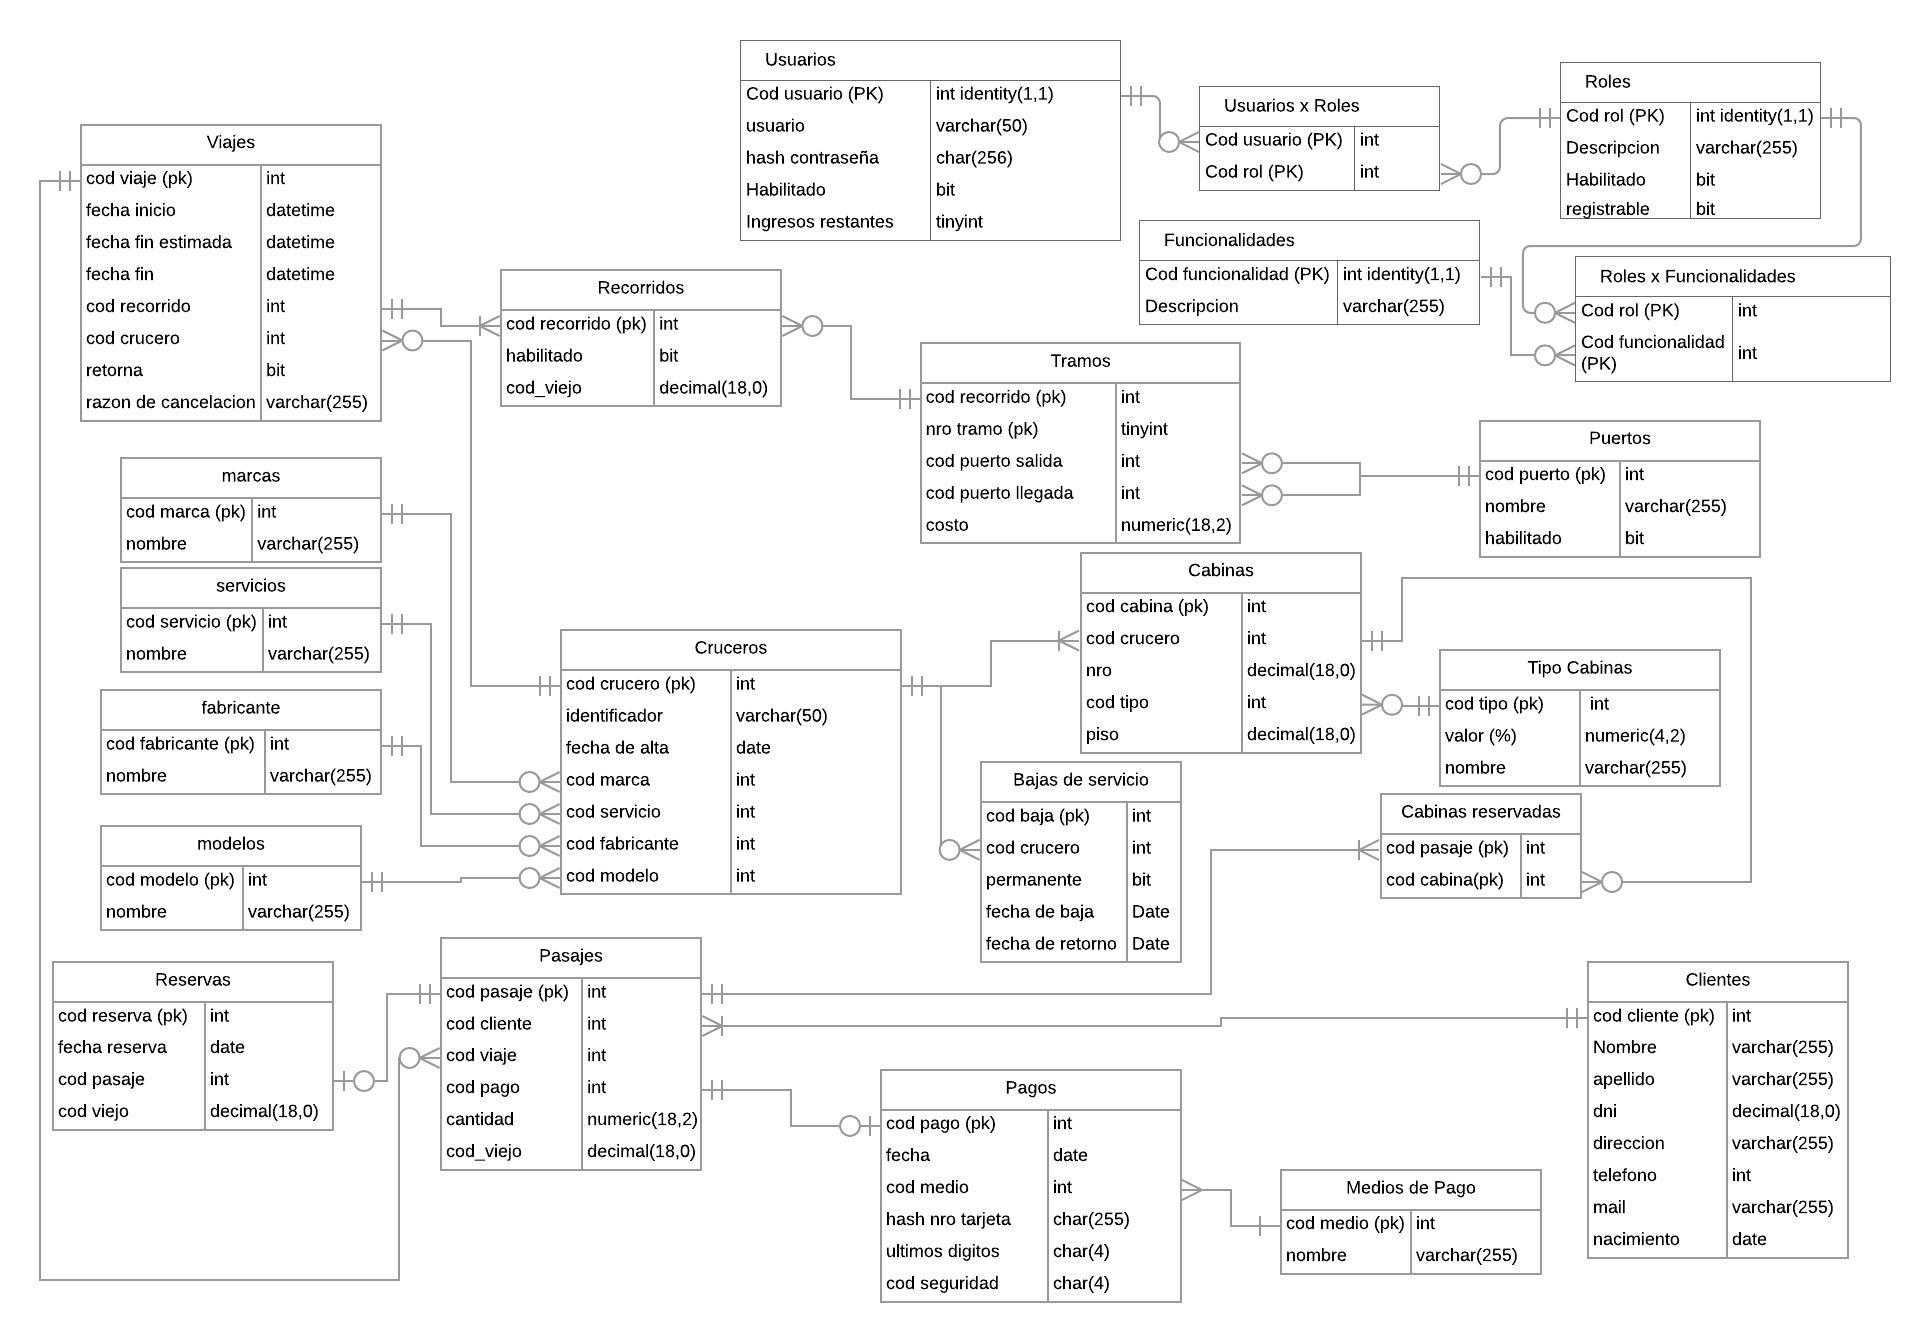 Usuarios
Cod usuario (PK) int identity(1,1)
usuario varchar(50)
hash contraseña char(256)
Habilitado bit
Ingresos restantes tinyint
Usuarios x Roles
Cod usuario (PK) int
Cod rol (PK) int
Roles
Cod rol (PK) int identity(1,1)
Descripcion varchar(255)
Habilitado bit
registrable bit
Viajes
cod viaje (pk) int
fecha inicio datetime
fecha fin estimada datetime
fecha fin datetime
cod recorrido int
cod crucero int
retorna bit
razon de cancelacion varchar(255)
Funcionalidades
Cod funcionalidad (PK) int identity(1,1)
Descripcion varchar(255)
Roles x Funcionalidades
Cod rol (PK) int
Cod funcionalidad
(PK) int
Recorridos
cod recorrido (pk) int
habilitado bit
cod_viejo decimal(18,0)
Tramos
cod recorrido (pk) int
nro tramo (pk) tinyint
cod puerto salida int
cod puerto llegada int
costo numeric(18,2)
Puertos
cod puerto (pk) int
nombre varchar(255)
habilitado bit
marcas
cod marca (pk) int
nombre varchar(255)
servicios
cod servicio (pk) int
nombre varchar(255)
fabricante
cod fabricante (pk) int
nombre varchar(255)
modelos
cod modelo (pk) int
nombre varchar(255)
Cruceros
cod crucero (pk) int
identificador varchar(50)
fecha de alta date
cod marca int
cod servicio int
cod fabricante int
cod modelo int
Cabinas
cod cabina (pk) int
cod crucero int
nro decimal(18,0)
cod tipo int
piso decimal(18,0)
Tipo Cabinas
cod tipo (pk) int
valor (%) numeric(4,2)
nombre varchar(255)
Bajas de servicio
cod baja (pk) int
cod crucero int
permanente bit
fecha de baja Date
fecha de retorno Date
Cabinas reservadas
cod pasaje (pk) int
cod cabina(pk) int
Reservas
cod reserva (pk) int
fecha reserva date
cod pasaje int
cod viejo decimal(18,0)
Pasajes
cod pasaje (pk) int
cod cliente int
cod viaje int
cod pago int
cantidad numeric(18,2)
cod_viejo decimal(18,0)
Pagos
cod pago (pk) int
fecha date
cod medio int
hash nro tarjeta char(255)
ultimos digitos char(4)
cod seguridad char(4)
Medios de Pago
cod medio (pk) int
nombre varchar(255)
Clientes
cod cliente (pk) int
Nombre varchar(255)
apellido varchar(255)
dni decimal(18,0)
direccion varchar(255)
telefono int
mail varchar(255)
nacimiento date